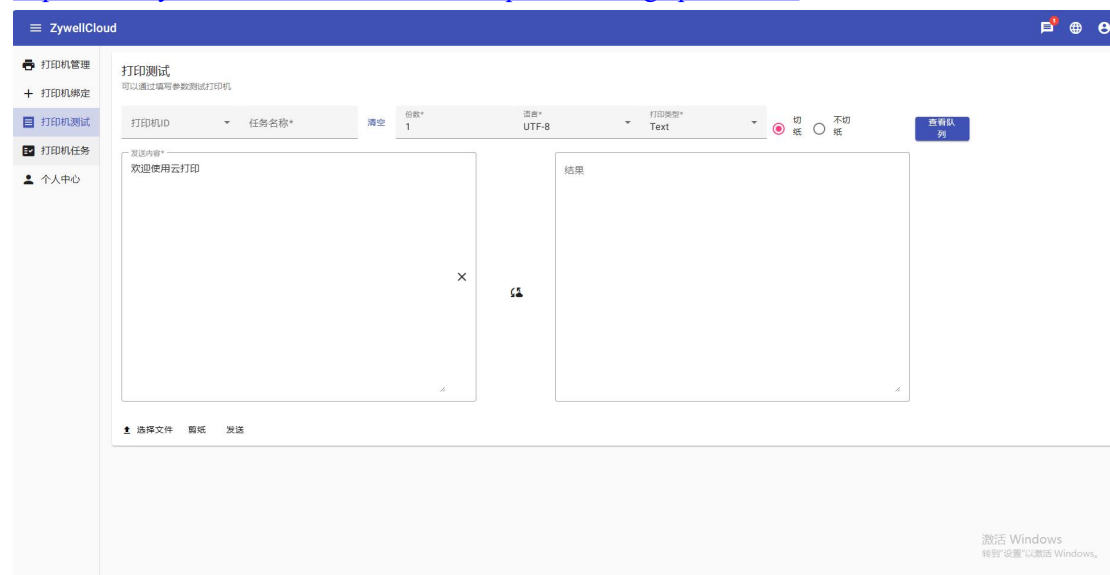 ZywellCloud
1
打印机管理
打印机绑定
打印机测试
打印机任务
个人中心
打印测试
可以通过填写参数测试打印机
打印机ID
任务名称*
清空
份数*
1
语言*
UTF-8
打印类型*
Text
切
纸
不切
纸
查看队
列
发送内容*
欢迎使用云打印
结果
选择文件 剪纸 发送
激活 Windows
转到"设置"以激活 Windows。